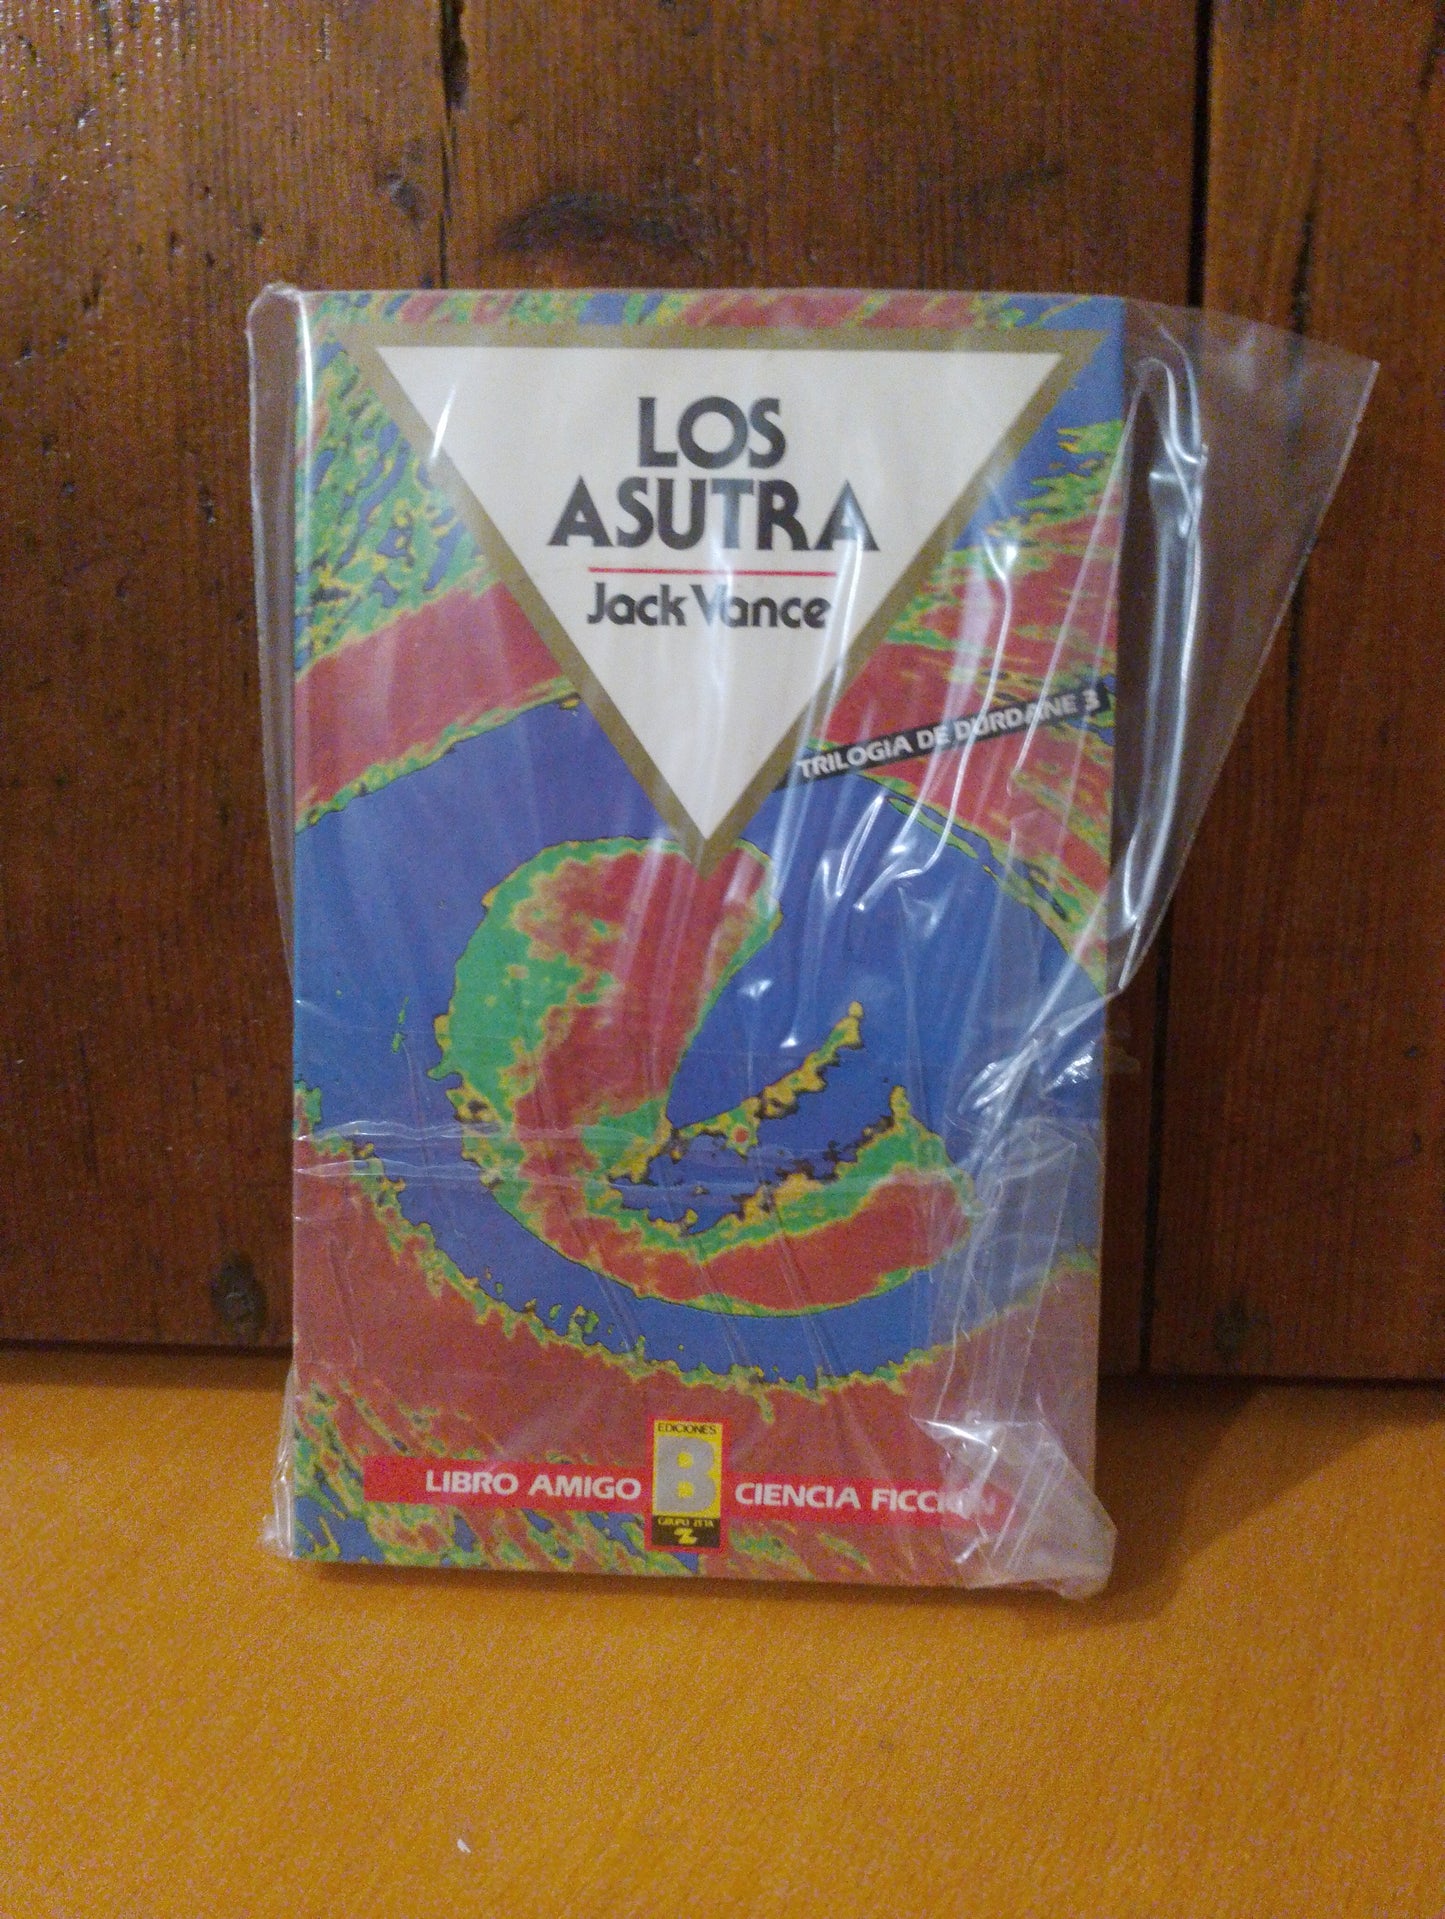 LOS
ASUTRA
Jack Vance
TRILOGIA DE DURDANE 3
EDICIONES
B
GRUPO ZETA
LIBRO AMIGO
CIENCIA FICCION